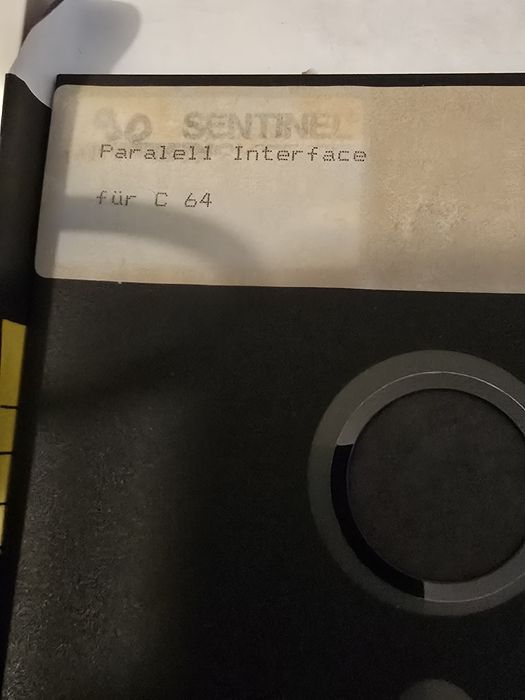 SENTINEL
Paralell Interface
für C 64